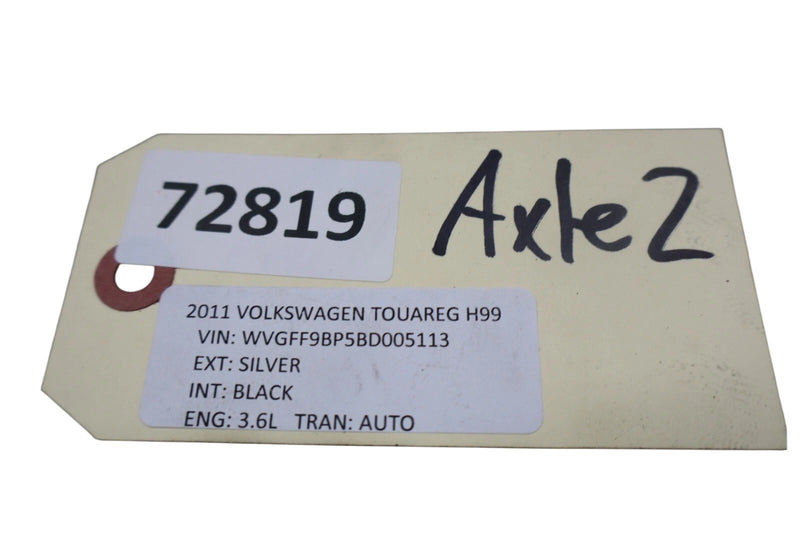 72819
Axle 2
2011 VOLKSWAGEN TOUAREG H99
VIN: WVGFF9BP5BD005113
EXT: SILVER
INT: BLACK
ENG: 3.6L TRAN: AUTO